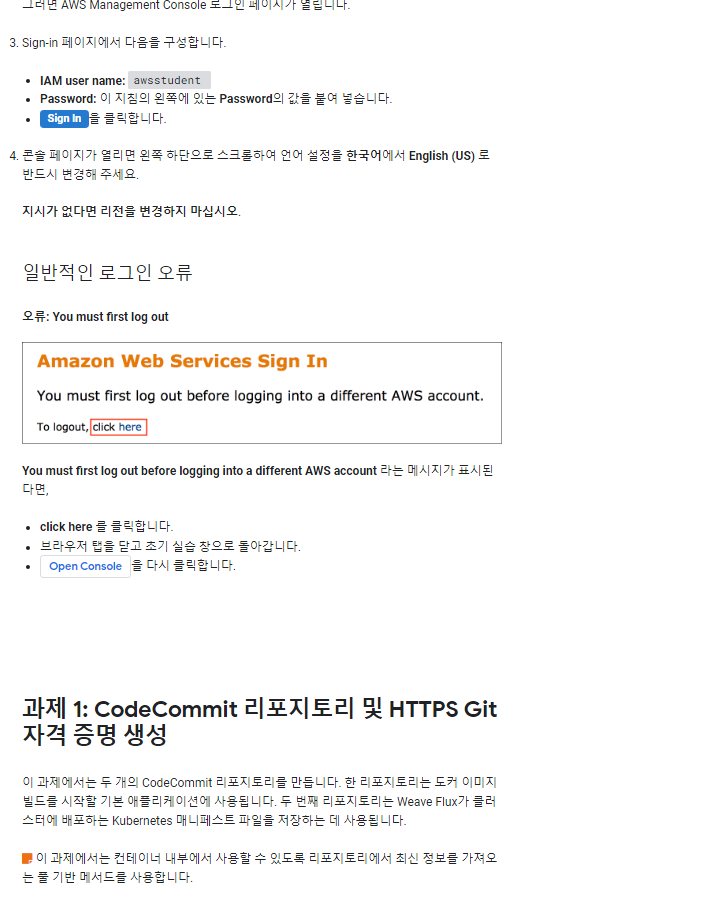 그러면 AWS Management Console 로그인 페이지가 열립니다.
3. Sign-in 페이지에서 다음을 구성합니다.
• IAM user name: awsstudent
• Password: 이 지침의 왼쪽에 있는 Password의 값을 붙여 넣습니다.
• Sign In을 클릭합니다.
4. 콘솔 페이지가 열리면 왼쪽 하단으로 스크롤하여 언어 설정을 한국어에서 English (US) 로
반드시 변경해 주세요.
지시가 없다면 리전을 변경하지 마십시오.
일반적인 로그인 오류
오류: You must first log out
Amazon Web Services Sign In
You must first log out before logging into a different AWS account.
To logout, click here
You must first log out before logging into a different AWS account 라는 메시지가 표시된
다면,
• click here 를 클릭합니다.
• 브라우저 탭을 닫고 초기 실습 창으로 돌아갑니다.
• Open Console을 다시 클릭합니다.
과제 1: CodeCommit 리포지토리 및 HTTPS Git
자격 증명 생성
이 과제에서는 두 개의 CodeCommit 리포지토리를 만듭니다. 한 리포지토리는 도커 이미지
빌드를 시작할 기본 애플리케이션에 사용됩니다. 두 번째 리포지토리는 Weave Flux가 클러
스터에 배포하는 Kubernetes 매니페스트 파일을 저장하는 데 사용됩니다.
이 과제에서는 컨테이너 내부에서 사용할 수 있도록 리포지토리에서 최신 정보를 가져오
는 풀 기반 메서드를 사용합니다.